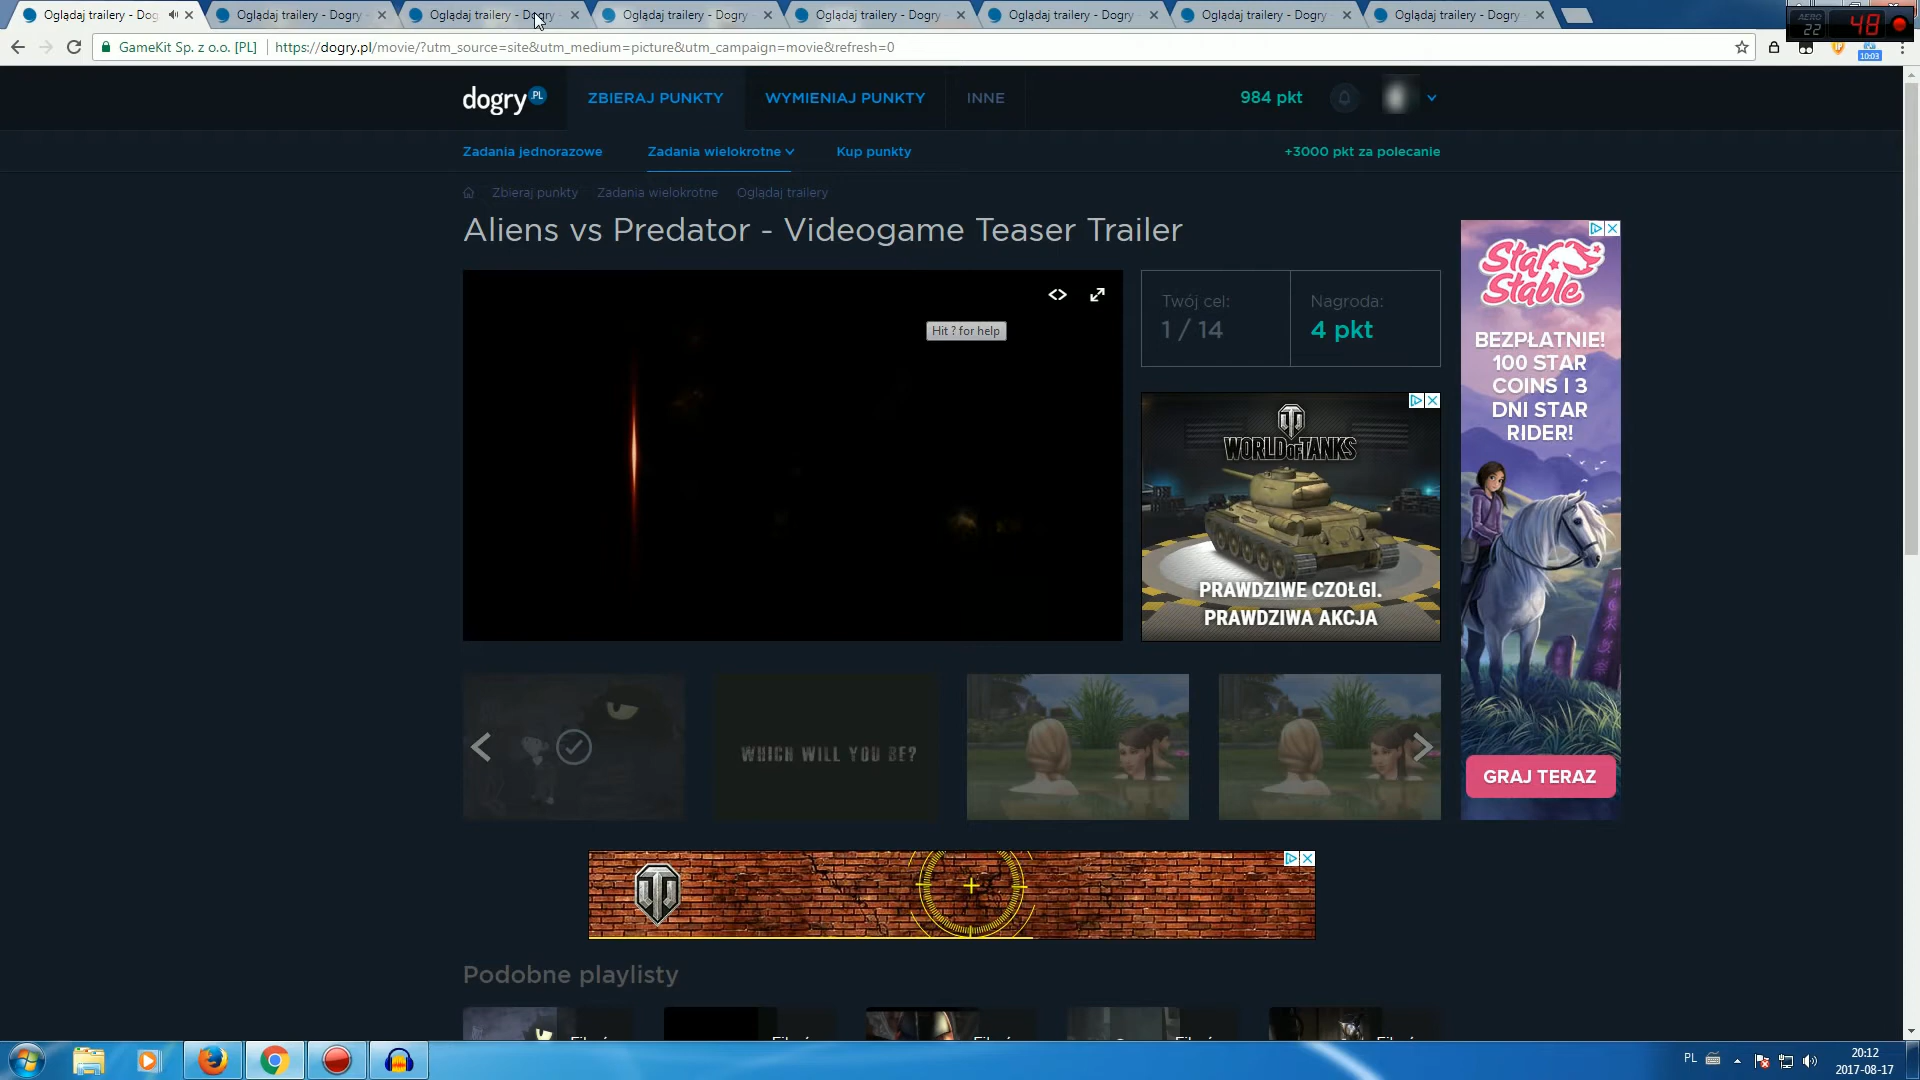 Oglądaj trailery - Dog
Oglądaj trailery - Dogry
Oglądaj trailery - Dogry
Oglądaj trailery - Dogry
Oglądaj trailery - Dogry
Oglądaj trailery - Dogry
Oglądaj trailery - Dogry
Oglądaj trailery - Dogry
AERO
22
48
GameKit Sp. z o.o. [PL]
https://dogry.pl/movie/?utm_source=site&utm_medium=picture&utm_campaign=movie&refresh=0
10:03
dogry PL
ZBIERAJ PUNKTY
WYMIENIAJ PUNKTY
INNE
984 pkt
Zadania jednorazowe
Zadania wielokrotne
Kup punkty
+3000 pkt za polecanie
Zbieraj punkty
Zadania wielokrotne
Oglądaj trailery
Aliens vs Predator - Videogame Teaser Trailer
Hit ? for help
Twój cel:
1 / 14
Nagroda:
4 pkt
WORLD OF TANKS
PRAWDZIWE CZOŁGI.
PRAWDZIWA AKCJA
Star Stable
BEZPŁATNIE!
100 STAR
COINS I 3
DNI STAR
RIDER!
GRAJ TERAZ
WHICH WILL YOU BE?
Podobne playlisty
PL
20:12
2017-08-17